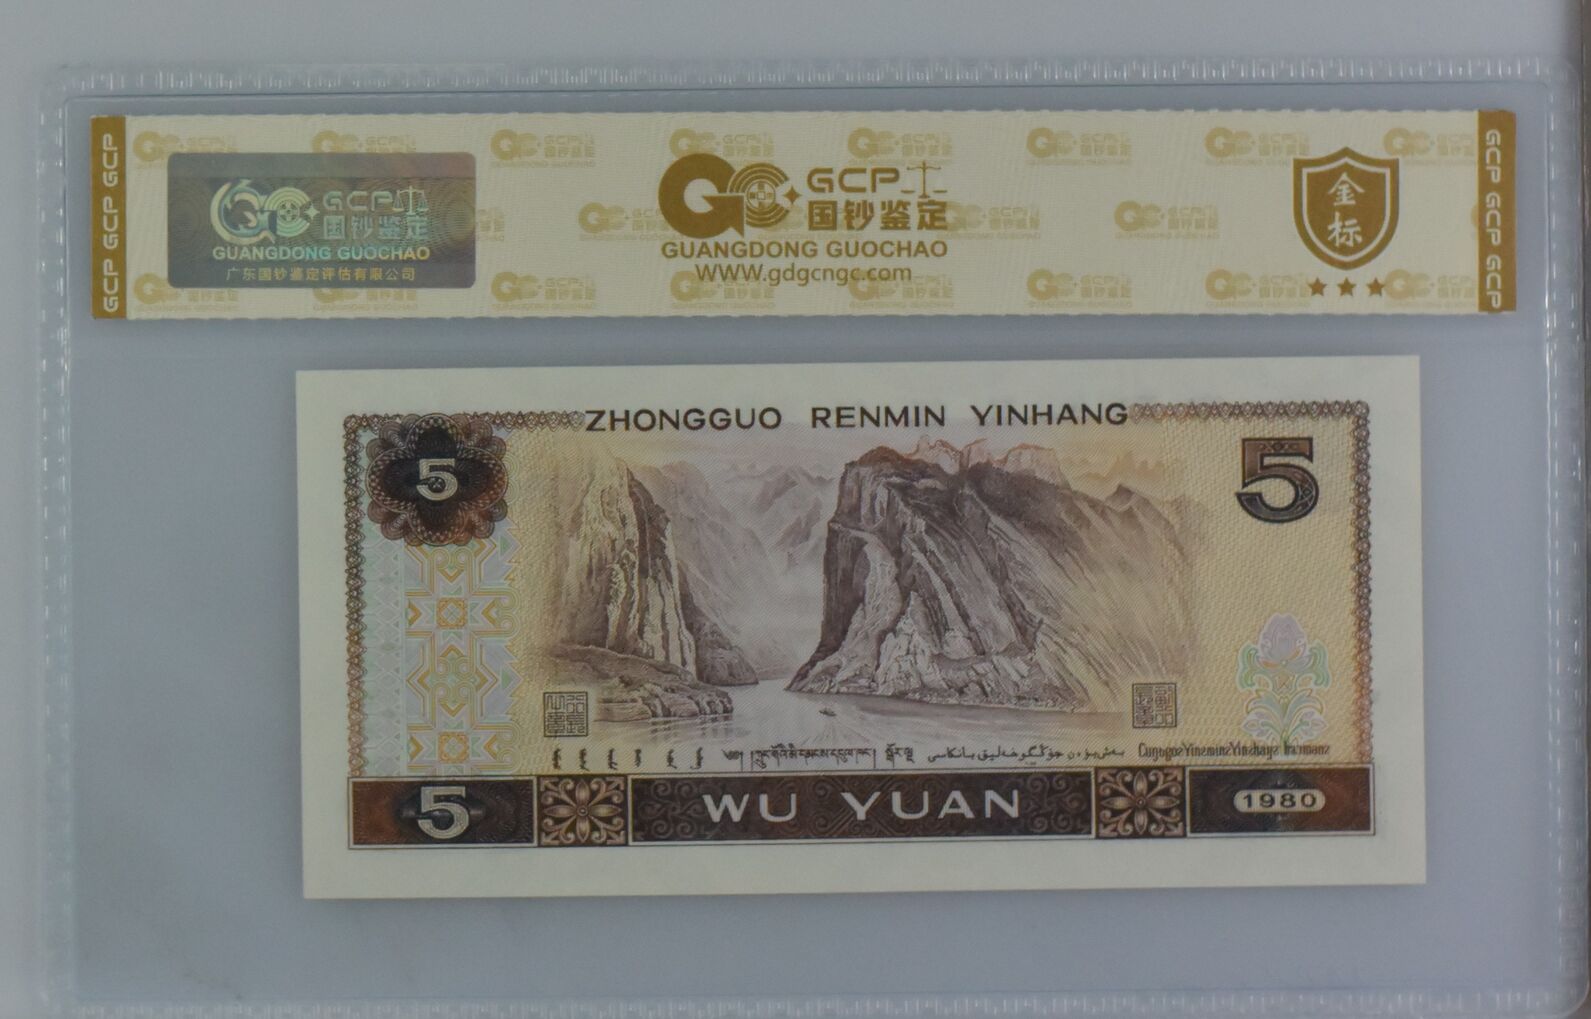 GCP GCP GCP
GCP
国钞鉴定
GUANGDONG GUOCHAO
广东国钞鉴定评估有限公司
GCP
国钞鉴定
GUANGDONG GUOCHAO
WWW.gdgcngc.com
金标
GCP GCP GCP
ZHONGGUO RENMIN YINHANG
5
5
5
WU YUAN
1980